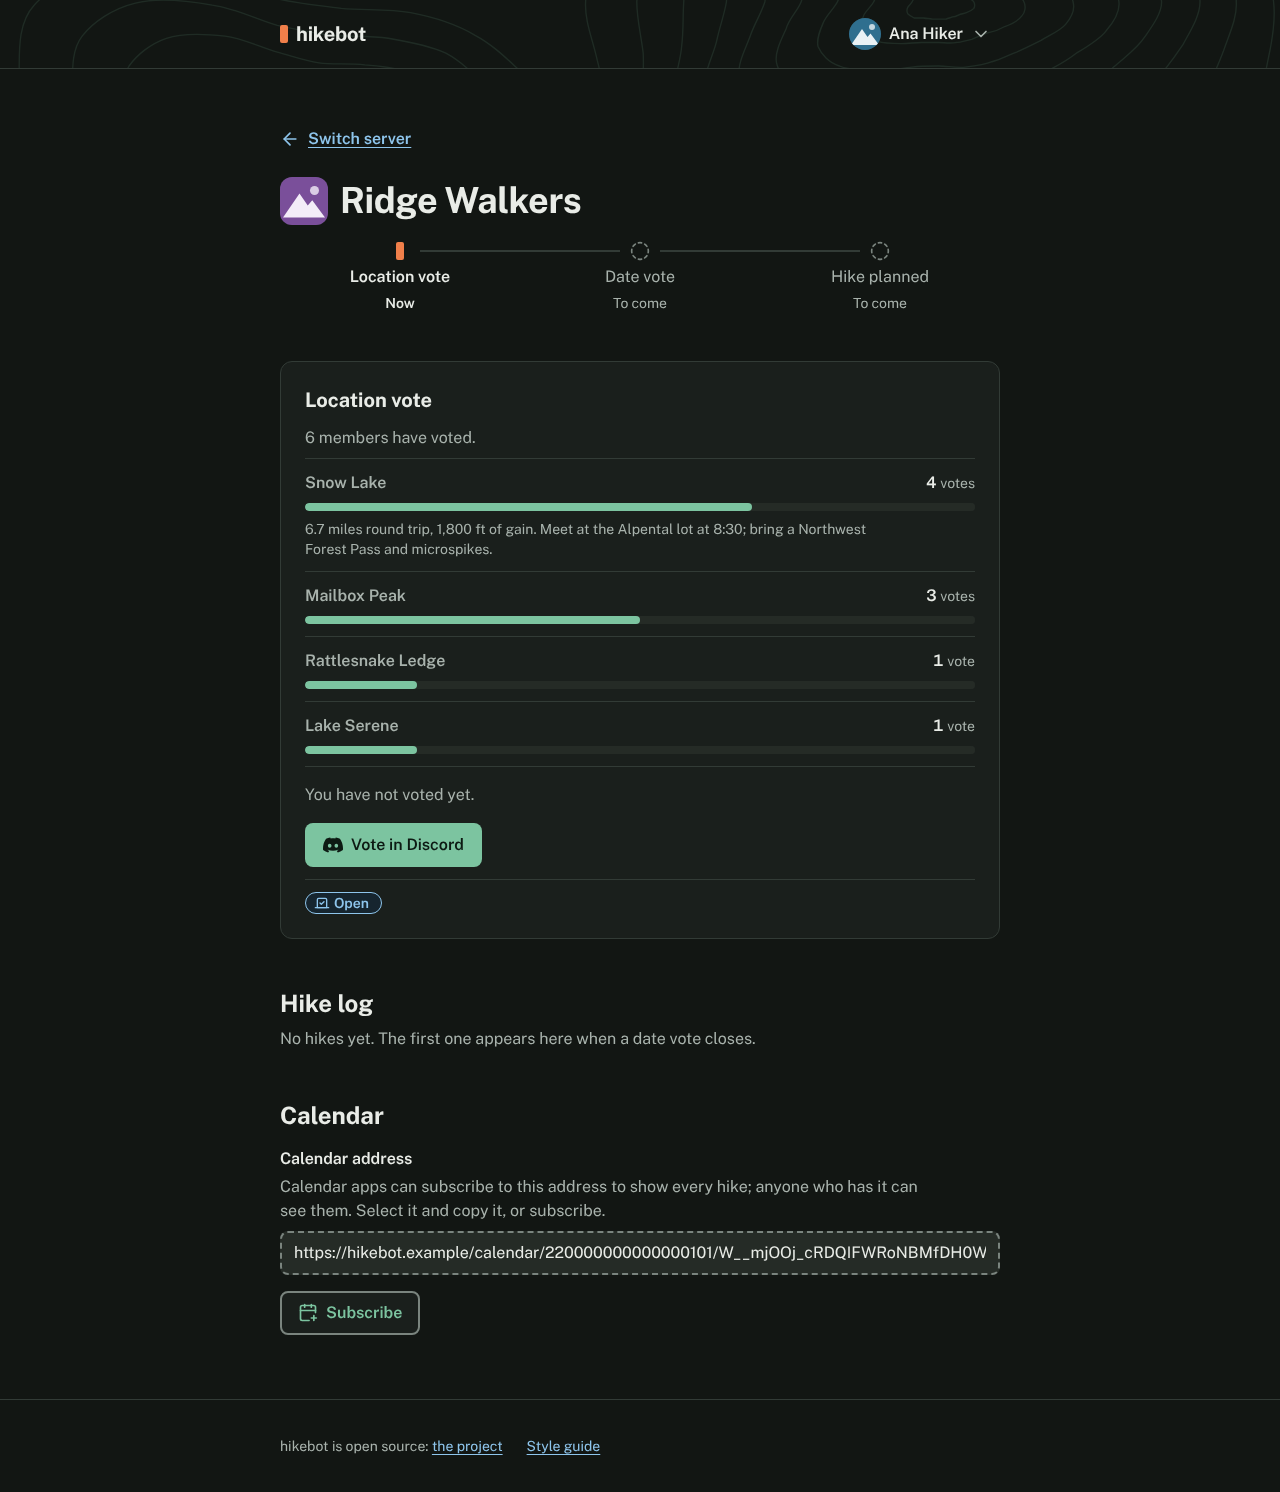 hikebot
Ana Hiker
Switch server
Ridge Walkers
Location vote
Now
Date vote
To come
Hike planned
To come
Location vote
6 members have voted.
Snow Lake
4 votes
6.7 miles round trip, 1,800 ft of gain. Meet at the Alpental lot at 8:30; bring a Northwest
Forest Pass and microspikes.
Mailbox Peak
3 votes
Rattlesnake Ledge
1 vote
Lake Serene
1 vote
You have not voted yet.
Vote in Discord
Open
Hike log
No hikes yet. The first one appears here when a date vote closes.
Calendar
Calendar address
Calendar apps can subscribe to this address to show every hike; anyone who has it can
see them. Select it and copy it, or subscribe.
https://hikebot.example/calendar/220000000000000101/W__mjOOj_cRDQIFWRoNBMfDH0W
Subscribe
hikebot is open source: the project
Style guide